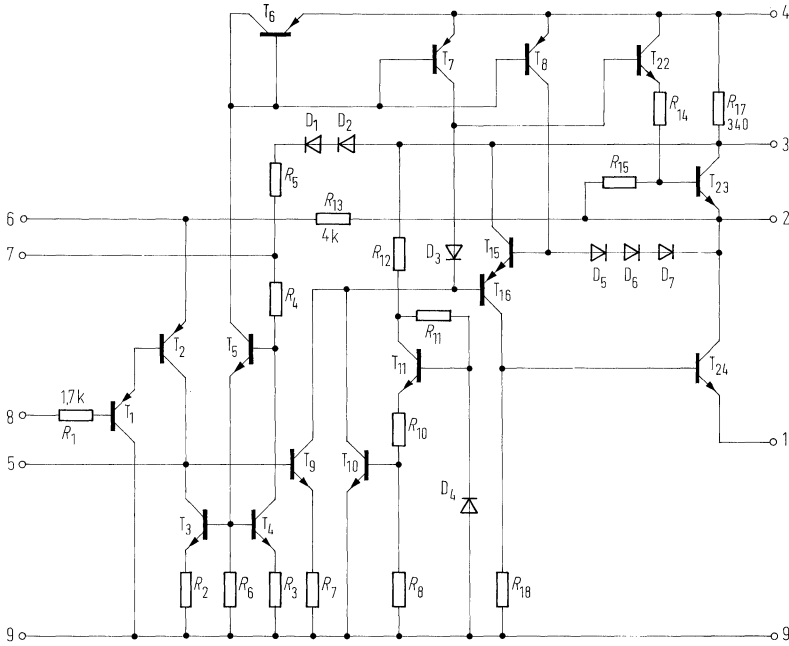 T6
4
T7
T8
T22
R14
R17
340
D1
D2
3
R5
R15
T23
R13
6
2
4k
7
R12
D3
T15
D5
D6
D7
T16
R4
R11
T2
T5
T11
T24
1,7k
8
T1
R1
R10
1
5
T9
T10
D4
T3
T4
R2
R6
R3
R7
R8
R18
9
9